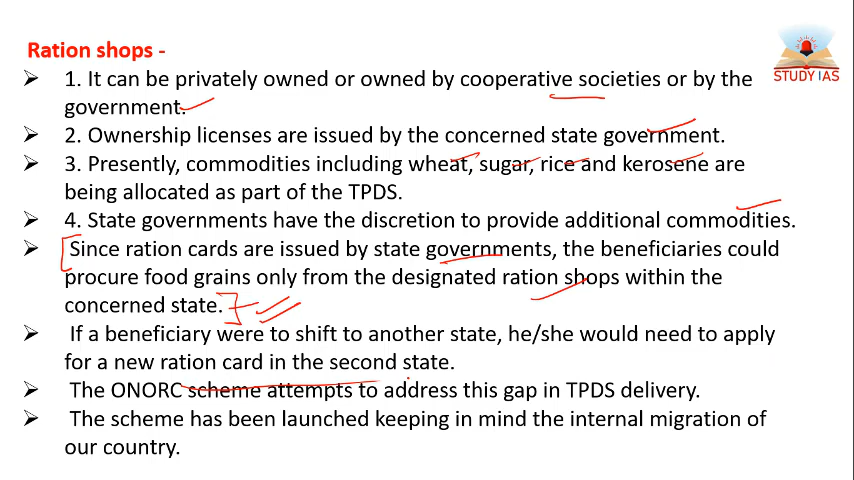 Ration shops -
STUDY IAS
➢ 1. It can be privately owned or owned by cooperative societies or by the
government.
➢ 2. Ownership licenses are issued by the concerned state government.
➢ 3. Presently, commodities including wheat, sugar, rice and kerosene are
being allocated as part of the TPDS.
➢ 4. State governments have the discretion to provide additional commodities.
➢ Since ration cards are issued by state governments, the beneficiaries could
procure food grains only from the designated ration shops within the
concerned state.
➢ If a beneficiary were to shift to another state, he/she would need to apply
for a new ration card in the second state.
➢ The ONORC scheme attempts to address this gap in TPDS delivery.
➢ The scheme has been launched keeping in mind the internal migration of
our country.